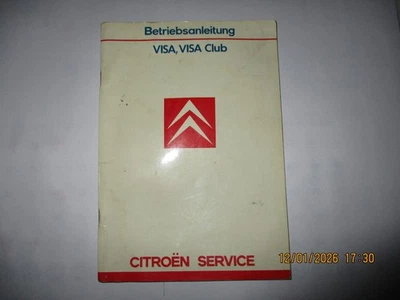 Betriebsanleitung
VISA, VISA Club
CITROËN SERVICE
12/01/2026 17:30